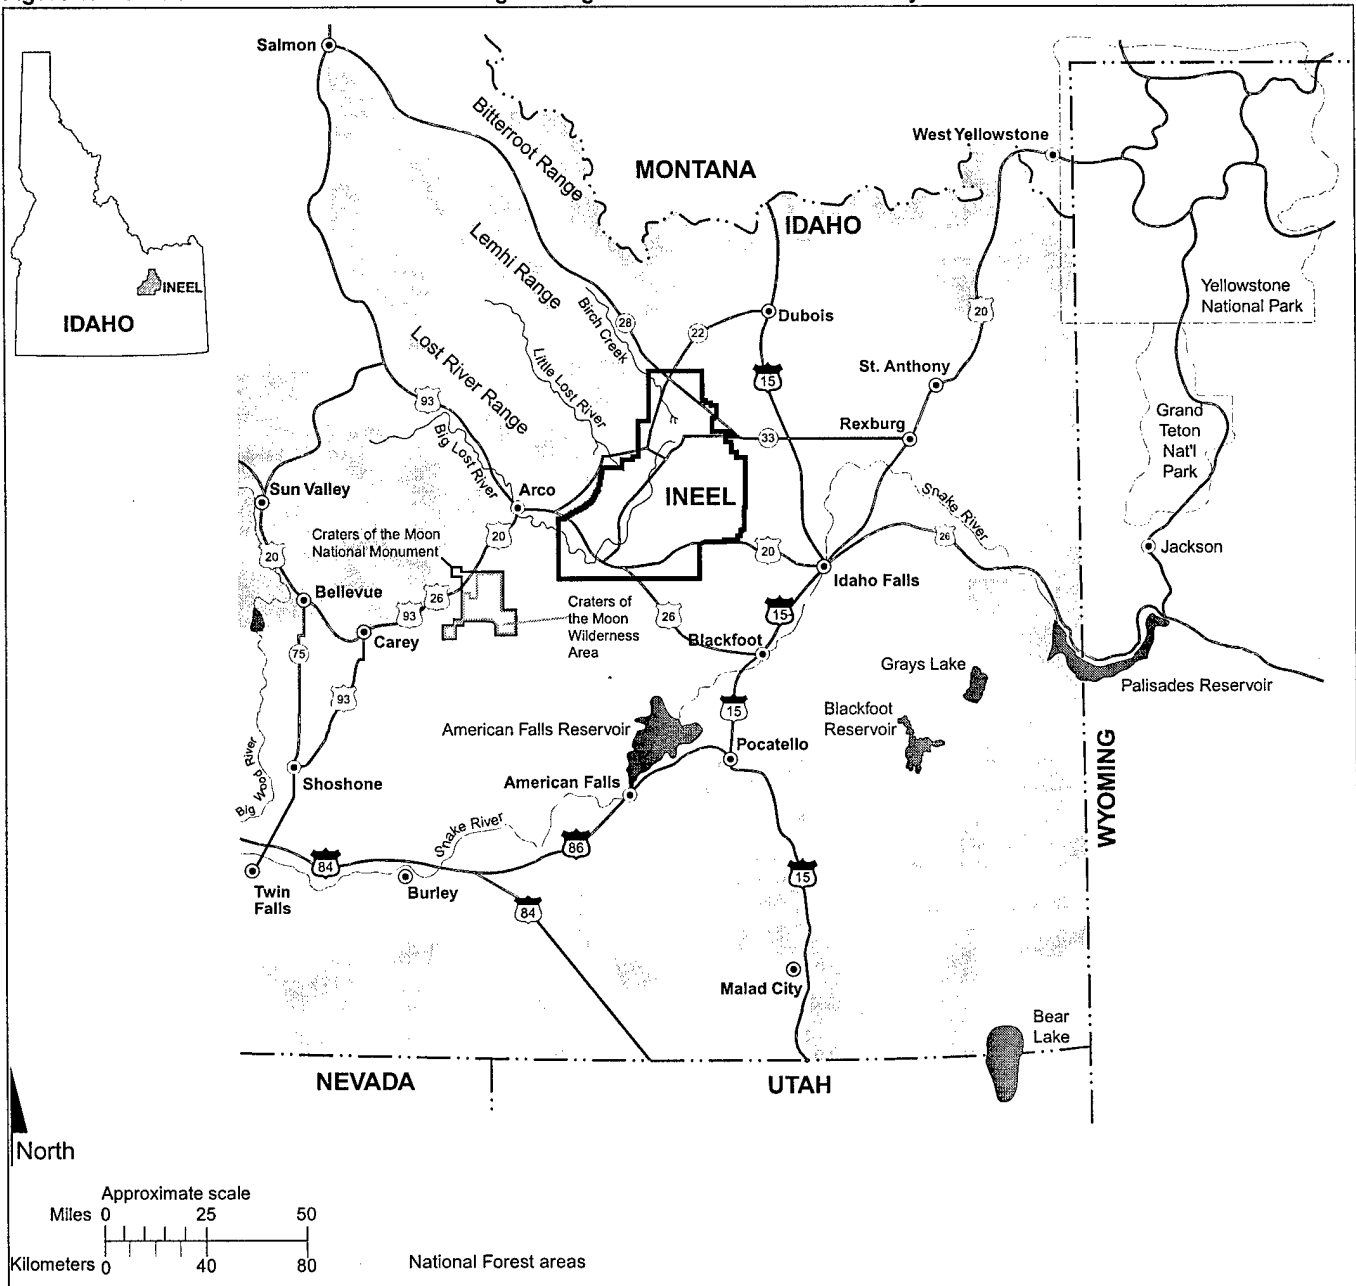 Salmon
Bitterroot Range
MONTANA
West Yellowstone
IDAHO
Lemhi Range
INEEL
IDAHO
Birch Creek
Yellowstone
National Park
28
22
Dubois
20
Lost River Range
Little Lost River
15
St. Anthony
93
Rexburg
Grand
Teton
Nat'l
Park
33
Big Lost River
Sun Valley
Arco
INEEL
Snake River
Craters of the Moon
National Monument
20
26
Jackson
20
20
Idaho Falls
Bellevue
26
93
Craters of
the Moon
Wilderness
Area
26
15
Carey
Blackfoot
75
Grays Lake
Palisades Reservoir
93
15
Blackfoot
Reservoir
American Falls Reservoir
Pocatello
WYOMING
Big Wood River
Shoshone
American Falls
Snake River
86
84
15
Twin
Falls
Burley
84
Malad City
Bear
Lake
NEVADA
UTAH
North
Approximate scale
Miles 0 25 50
Kilometers 0 40 80
National Forest areas